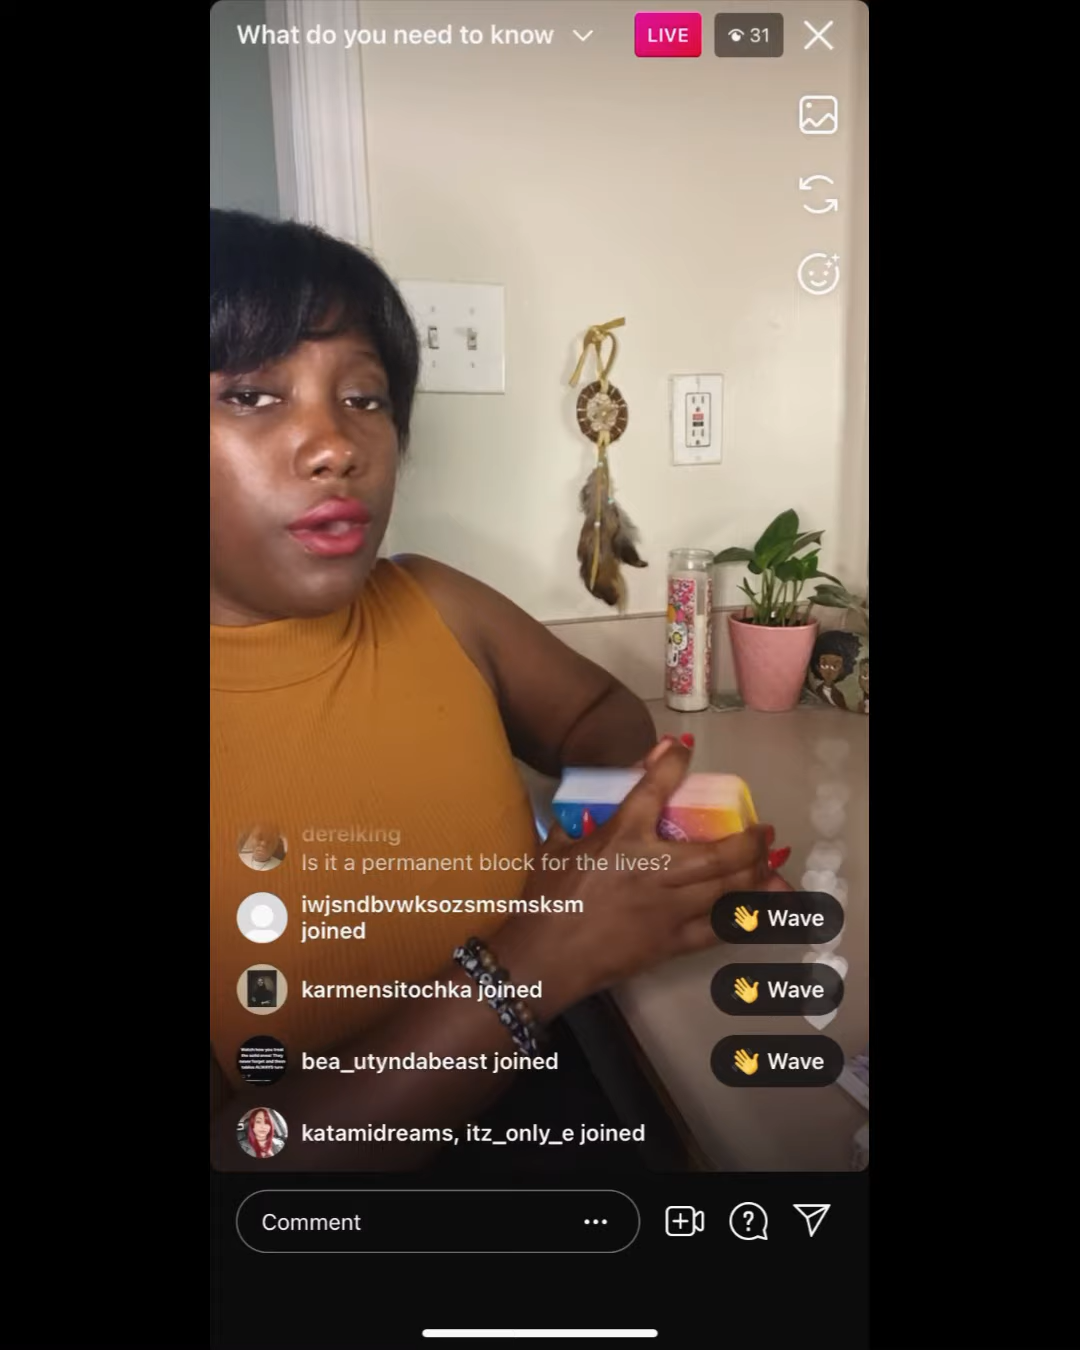 What do you need to know
LIVE
31
derelking
Is it a permanent block for the lives?
iwjsndbvwksozsmsmsksm
joined
👋 Wave
karmensitochka joined
👋 Wave
bea_utyndabeast joined
👋 Wave
katamidreams, itz_only_e joined
Comment